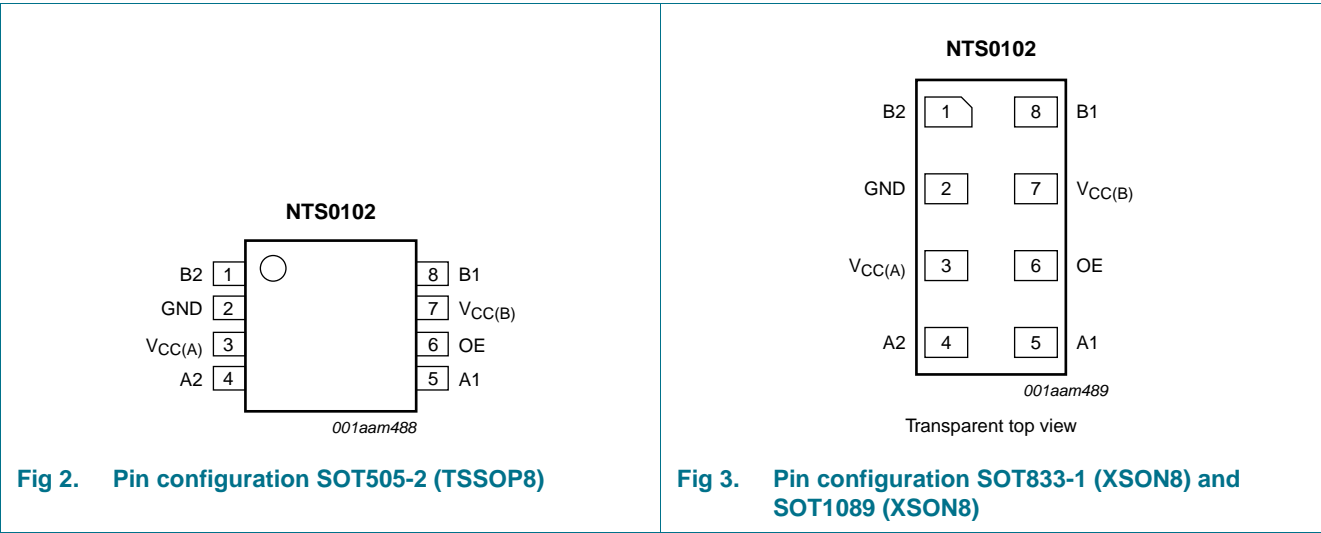 NTS0102
B2 1 8 B1
GND 2 7 VCC(B)
VCC(A) 3 6 OE
A2 4 5 A1
001aam488
Fig 2. Pin configuration SOT505-2 (TSSOP8)
NTS0102
B2 1 8 B1
GND 2 7 VCC(B)
VCC(A) 3 6 OE
A2 4 5 A1
001aam489
Transparent top view
Fig 3. Pin configuration SOT833-1 (XSON8) and
SOT1089 (XSON8)